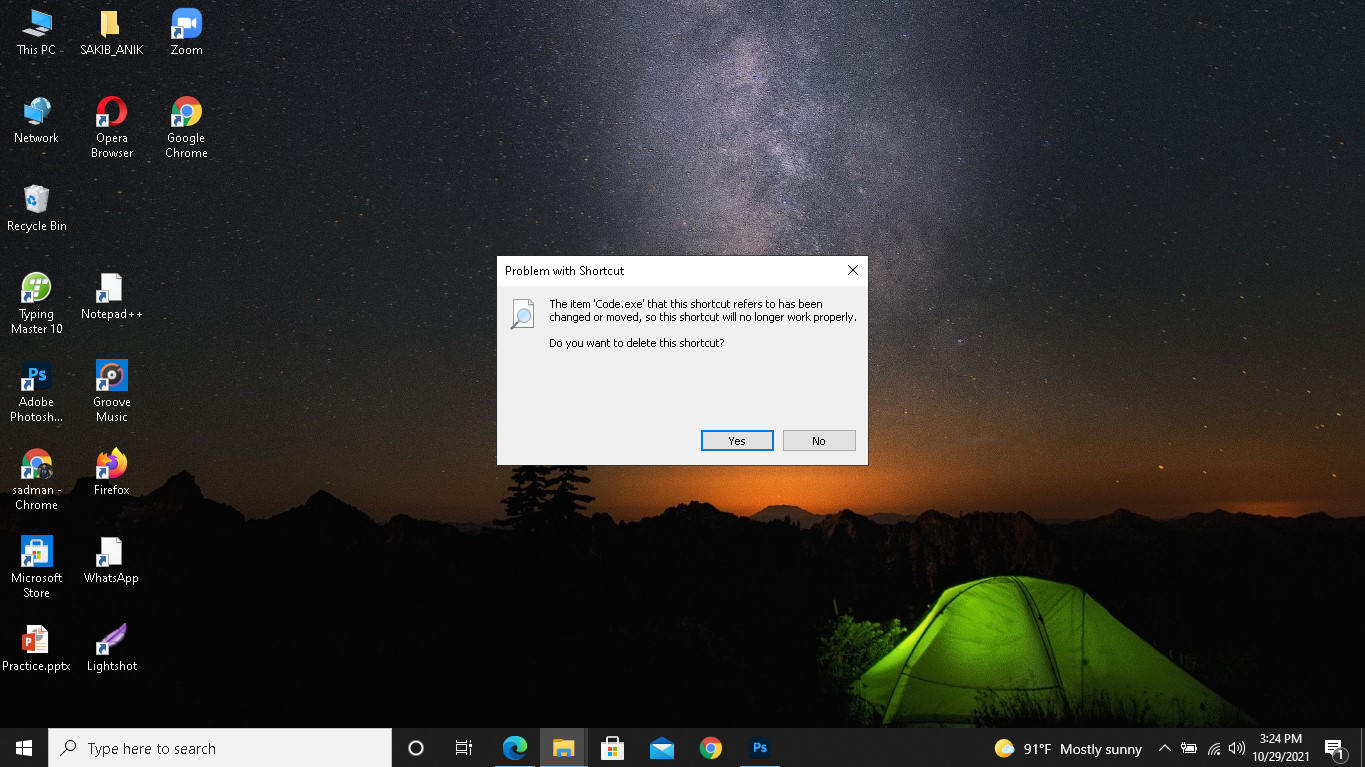 This PC
SAKIB_ANIK
Zoom
Network
Opera
Browser
Google
Chrome
Recycle Bin
Typing
Master 10
Notepad++
Ps
Adobe
Photosh...
Groove
Music
sadman -
Chrome
Firefox
Microsoft
Store
WhatsApp
P
Practice.pptx
Lightshot
Problem with Shortcut
The item 'Code.exe' that this shortcut refers to has been
changed or moved, so this shortcut will no longer work properly.
Do you want to delete this shortcut?
Yes
No
Type here to search
Ps
91°F Mostly sunny
3:24 PM
10/29/2021
1